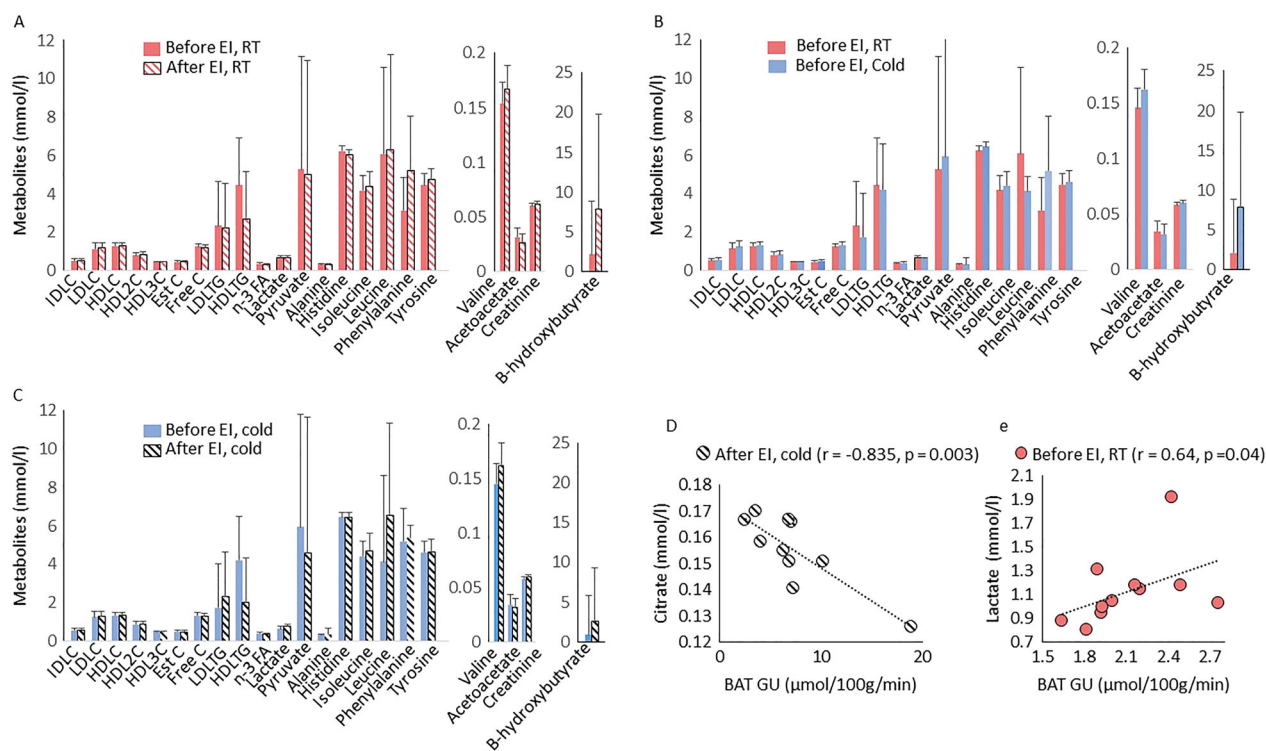 A
Metabolites (mmol/l)
12
10
8
6
4
2
0
Before EI, RT
After EI, RT
IDLC
LDLC
HDLC
HDL2C
HDL3C
Est C
Free C
LDLTG
HDLTG
n-3 FA
Lactate
Pyruvate
Alanine
Histidine
Isoleucine
Leucine
Phenylalanine
Tyrosine
0.2
0.15
0.1
0.05
0
Valine
Acetoacetate
Creatinine
25
20
15
10
5
0
B-hydroxybutyrate
B
Metabolites (mmol/l)
12
10
8
6
4
2
0
Before EI, RT
Before EI, Cold
IDLC
LDLC
HDLC
HDL2C
HDL3C
Est C
Free C
LDLTG
HDLTG
n-3 FA
Lactate
Pyruvate
Alanine
Histidine
Isoleucine
Leucine
Phenylalanine
Tyrosine
0.2
0.15
0.1
0.05
0
Valine
Acetoacetate
Creatinine
25
20
15
10
5
0
B-hydroxybutyrate
C
Metabolites (mmol/l)
12
10
8
6
4
2
0
Before EI, cold
After EI, cold
IDLC
LDLC
HDLC
HDL2C
HDL3C
Est C
Free C
LDLTG
HDLTG
n-3 FA
Lactate
Pyruvate
Alanine
Histidine
Isoleucine
Leucine
Phenylalanine
Tyrosine
0.2
0.15
0.1
0.05
0
Valine
Acetoacetate
Creatinine
25
20
15
10
5
0
B-hydroxybutyrate
D
After EI, cold (r = -0.835, p = 0.003)
Citrate (mmol/l)
0.18
0.17
0.16
0.15
0.14
0.13
0.12
0 10 20
BAT GU (μmol/100g/min)
e
Before EI, RT (r = 0.64, p =0.04)
Lactate (mmol/l)
2.1
1.9
1.7
1.5
1.3
1.1
0.9
0.7
1.5 1.8 2.1 2.4 2.7
BAT GU (μmol/100g/min)